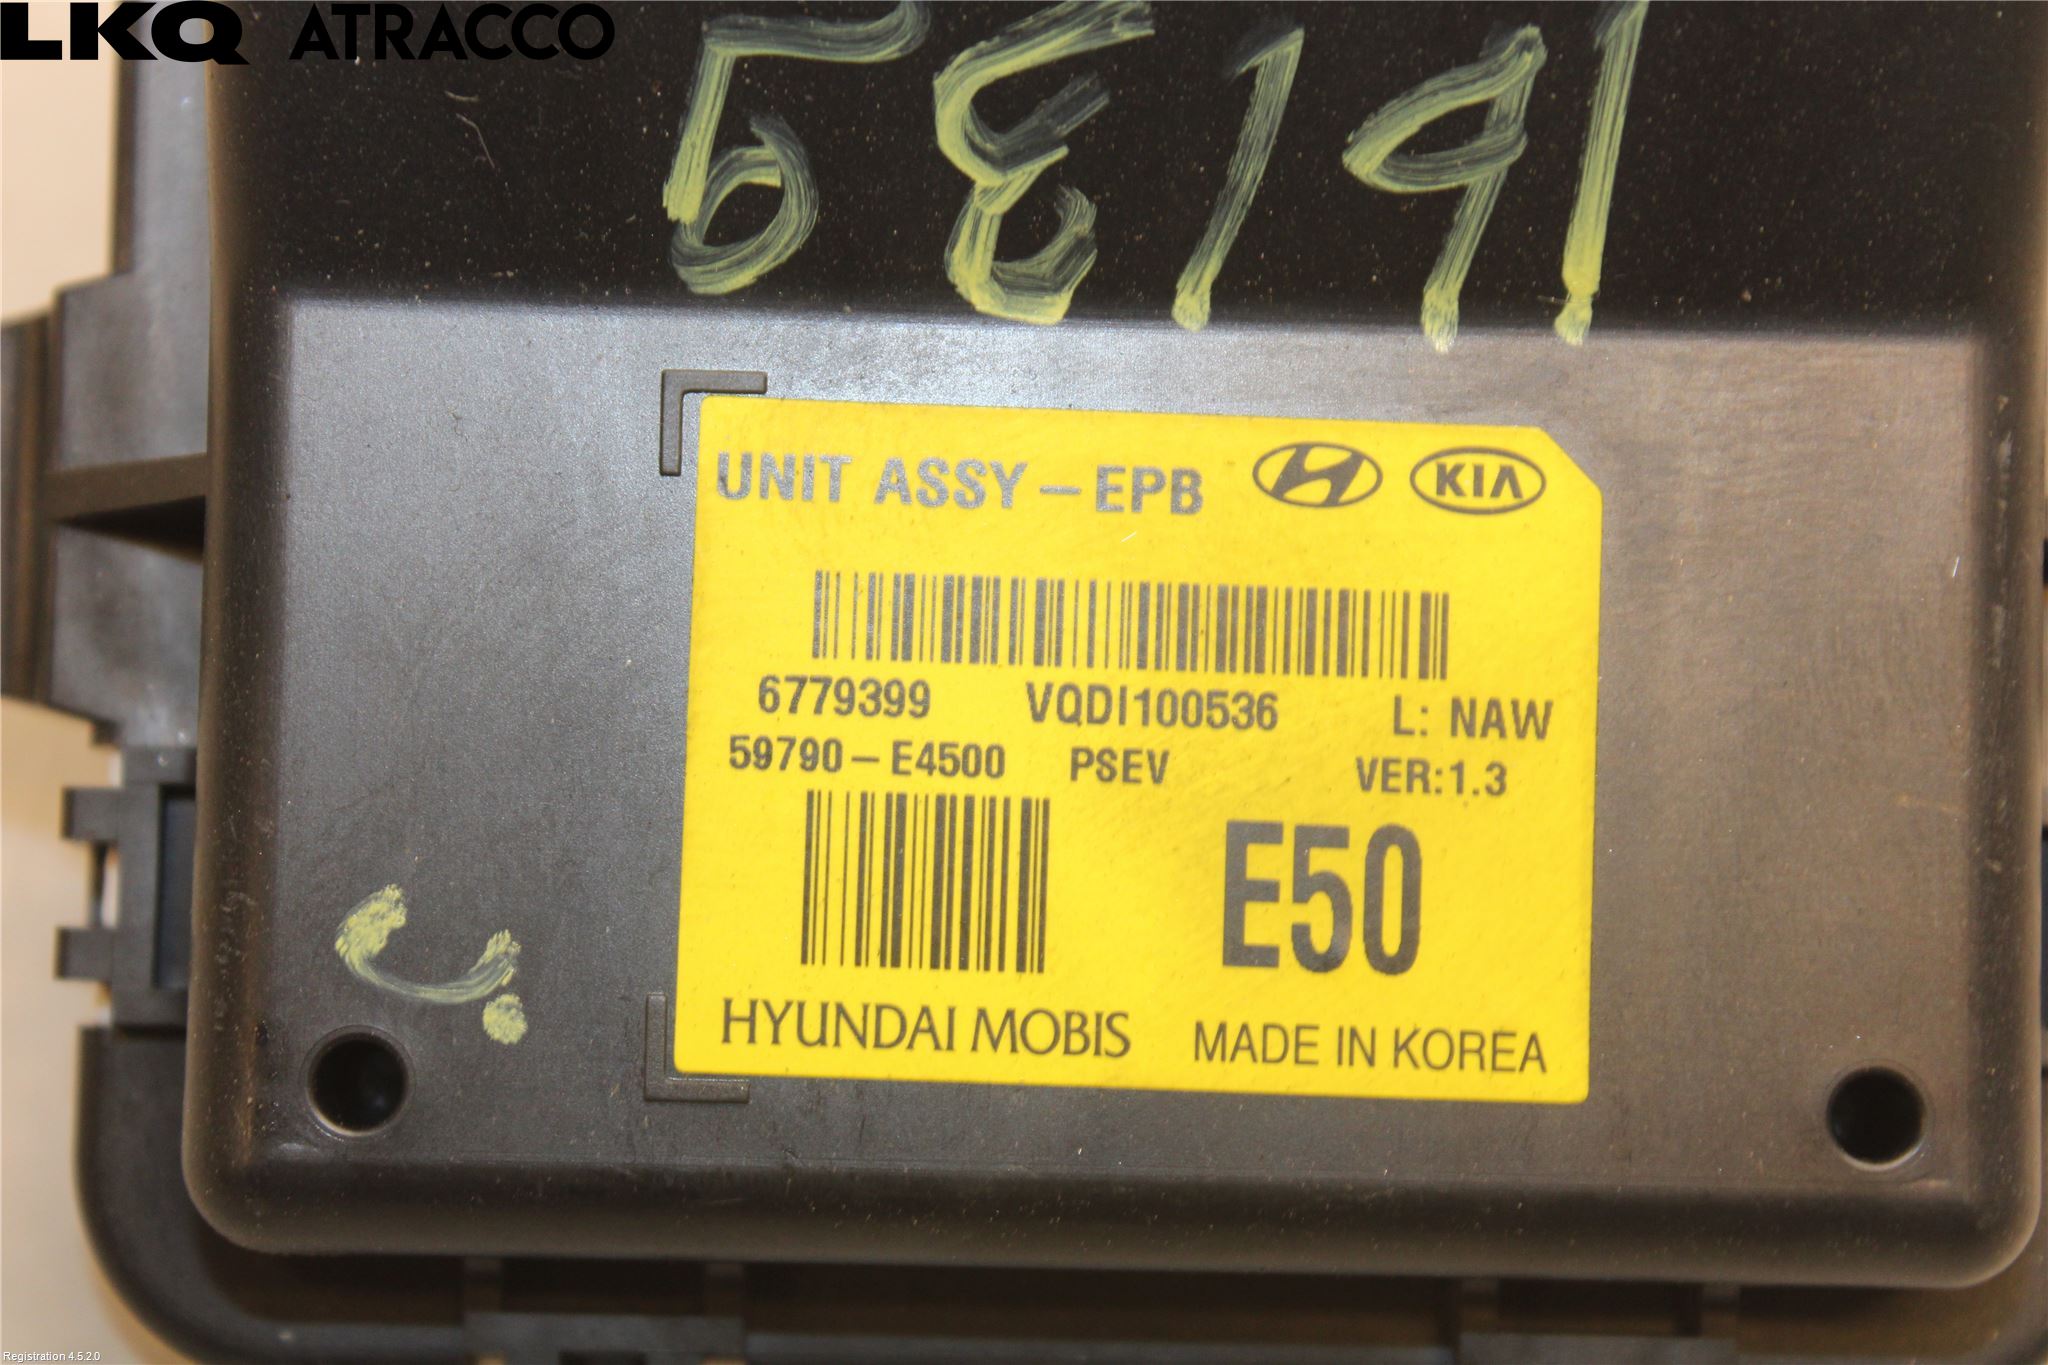 LKQ ATRACCO
UNIT ASSY - EPB KIA
6779399 VQDI100536 L: NAW
59790-E4500 PSEV VER:1.3
E50
HYUNDAI MOBIS MADE IN KOREA
Registration 4.5.2.0